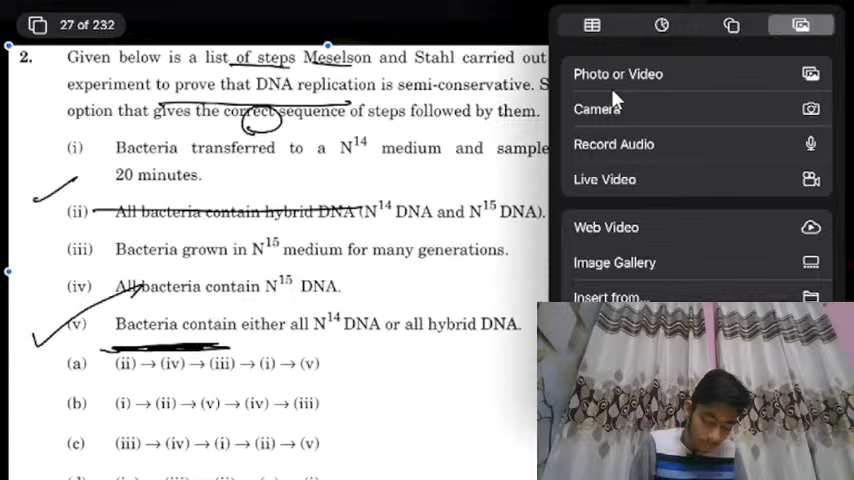 27 of 232
2. Given below is a list of steps Meselson and Stahl carried out
experiment to prove that DNA replication is semi-conservative. S
option that gives the correct sequence of steps followed by them.
(i) Bacteria transferred to a N14 medium and sample
20 minutes.
(ii) All bacteria contain hybrid DNA (N14 DNA and N15 DNA).
(iii) Bacteria grown in N15 medium for many generations.
(iv) All bacteria contain N15 DNA.
(v) Bacteria contain either all N14 DNA or all hybrid DNA.
(a) (ii) → (iv) → (iii) → (i) → (v)
(b) (i) → (ii) → (v) → (iv) → (iii)
(c) (iii) → (iv) → (i) → (ii) → (v)
Photo or Video
Camera
Record Audio
Live Video
Web Video
Image Gallery
Insert from...